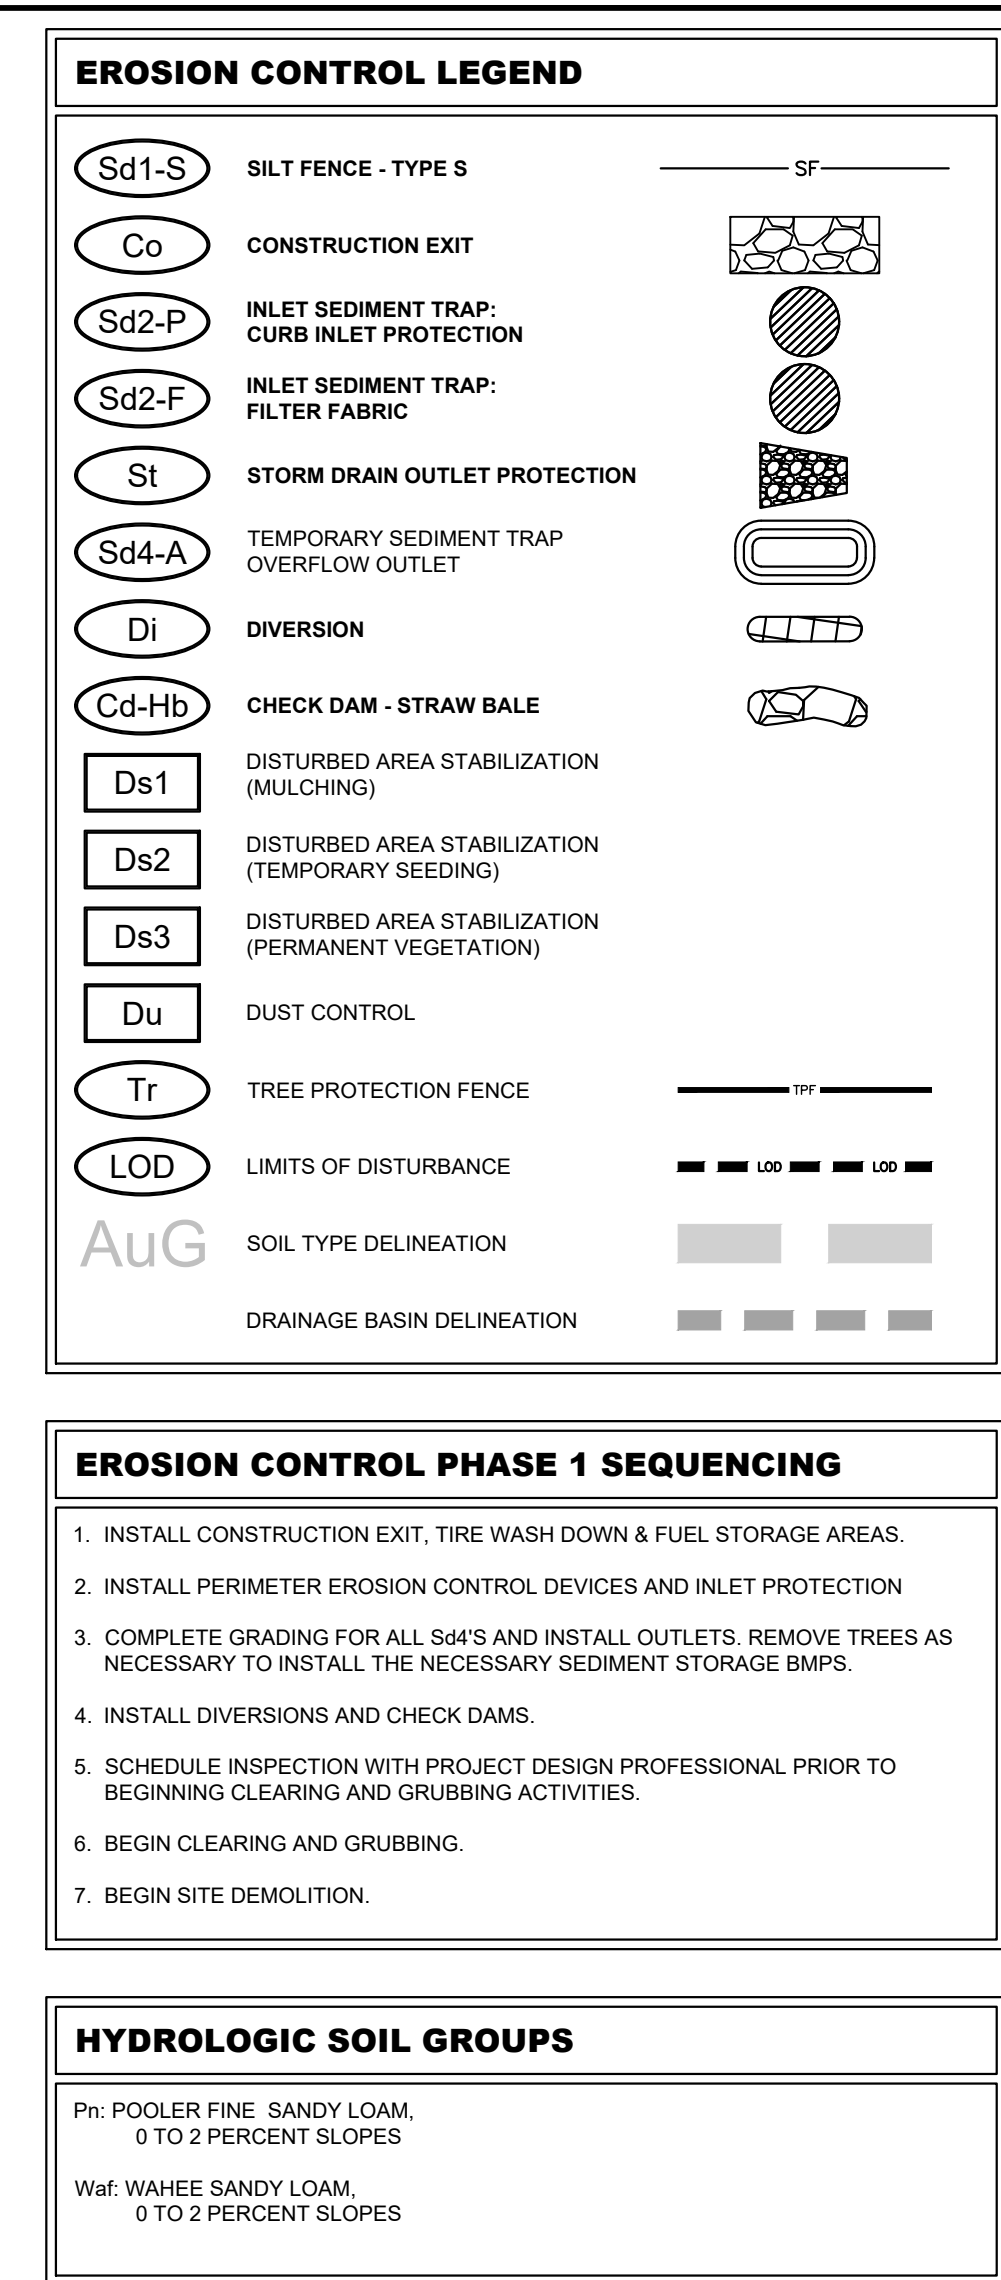 EROSION CONTROL LEGEND
Sd1-S SILT FENCE - TYPE S SF
Co CONSTRUCTION EXIT
Sd2-P INLET SEDIMENT TRAP:
CURB INLET PROTECTION
Sd2-F INLET SEDIMENT TRAP:
FILTER FABRIC
St STORM DRAIN OUTLET PROTECTION
Sd4-A TEMPORARY SEDIMENT TRAP
OVERFLOW OUTLET
Di DIVERSION
Cd-Hb CHECK DAM - STRAW BALE
Ds1 DISTURBED AREA STABILIZATION
(MULCHING)
Ds2 DISTURBED AREA STABILIZATION
(TEMPORARY SEEDING)
Ds3 DISTURBED AREA STABILIZATION
(PERMANENT VEGETATION)
Du DUST CONTROL
Tr TREE PROTECTION FENCE TPF
LOD LIMITS OF DISTURBANCE LOD LOD
AuG SOIL TYPE DELINEATION
DRAINAGE BASIN DELINEATION
EROSION CONTROL PHASE 1 SEQUENCING
1. INSTALL CONSTRUCTION EXIT, TIRE WASH DOWN & FUEL STORAGE AREAS.
2. INSTALL PERIMETER EROSION CONTROL DEVICES AND INLET PROTECTION
3. COMPLETE GRADING FOR ALL Sd4'S AND INSTALL OUTLETS. REMOVE TREES AS
NECESSARY TO INSTALL THE NECESSARY SEDIMENT STORAGE BMPS.
4. INSTALL DIVERSIONS AND CHECK DAMS.
5. SCHEDULE INSPECTION WITH PROJECT DESIGN PROFESSIONAL PRIOR TO
BEGINNING CLEARING AND GRUBBING ACTIVITIES.
6. BEGIN CLEARING AND GRUBBING.
7. BEGIN SITE DEMOLITION.
HYDROLOGIC SOIL GROUPS
Pn: POOLER FINE SANDY LOAM,
0 TO 2 PERCENT SLOPES
Waf: WAHEE SANDY LOAM,
0 TO 2 PERCENT SLOPES